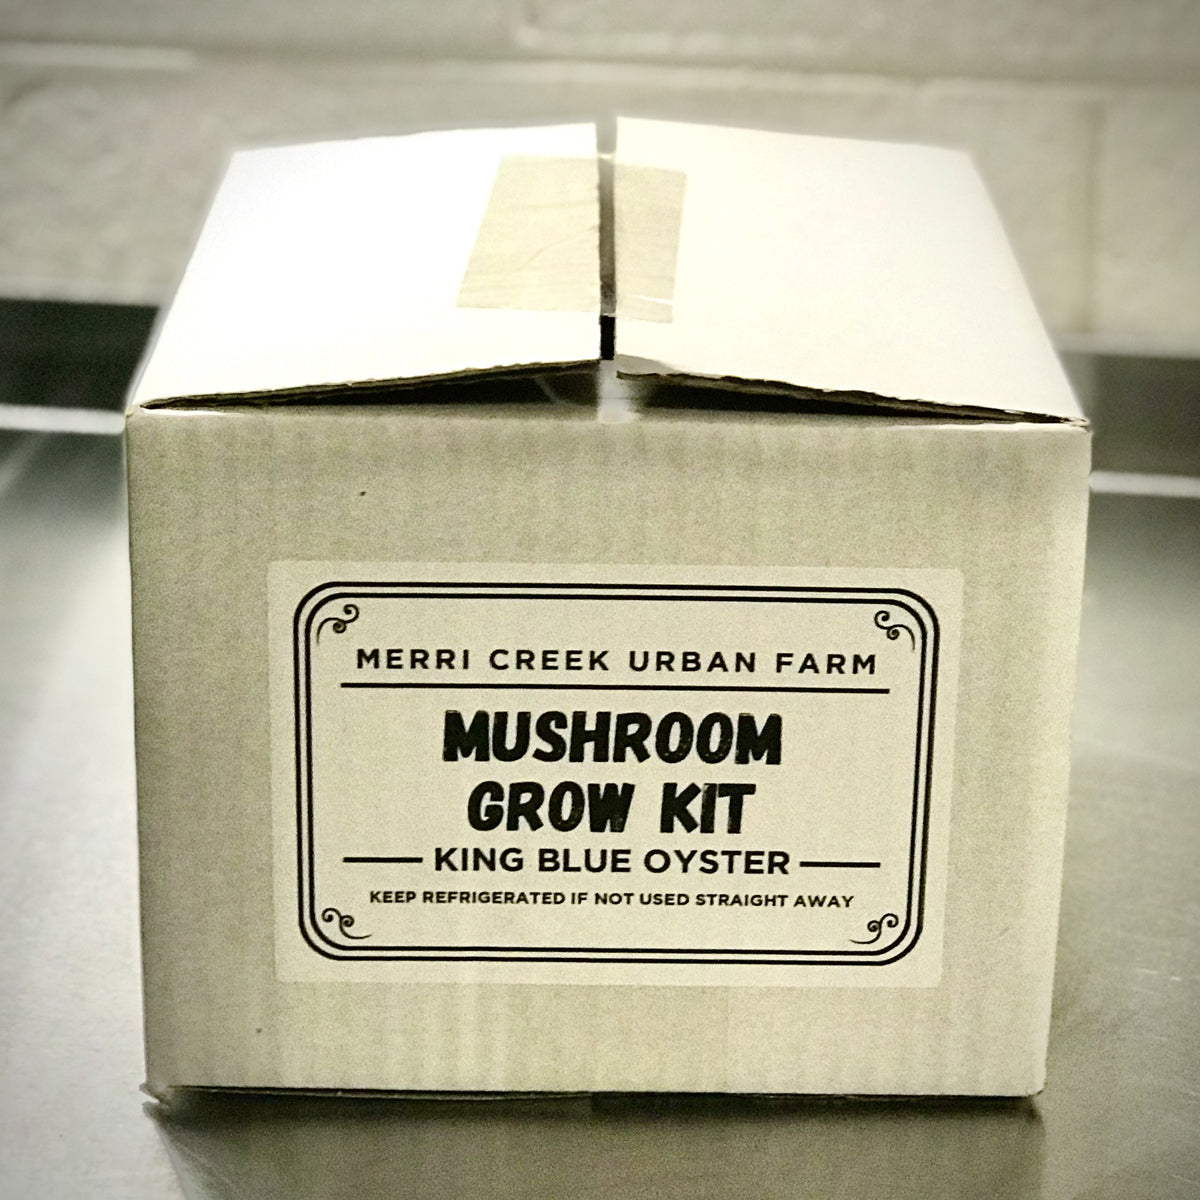 MERRI CREEK URBAN FARM
MUSHROOM
GROW KIT
KING BLUE OYSTER
KEEP REFRIGERATED IF NOT USED STRAIGHT AWAY